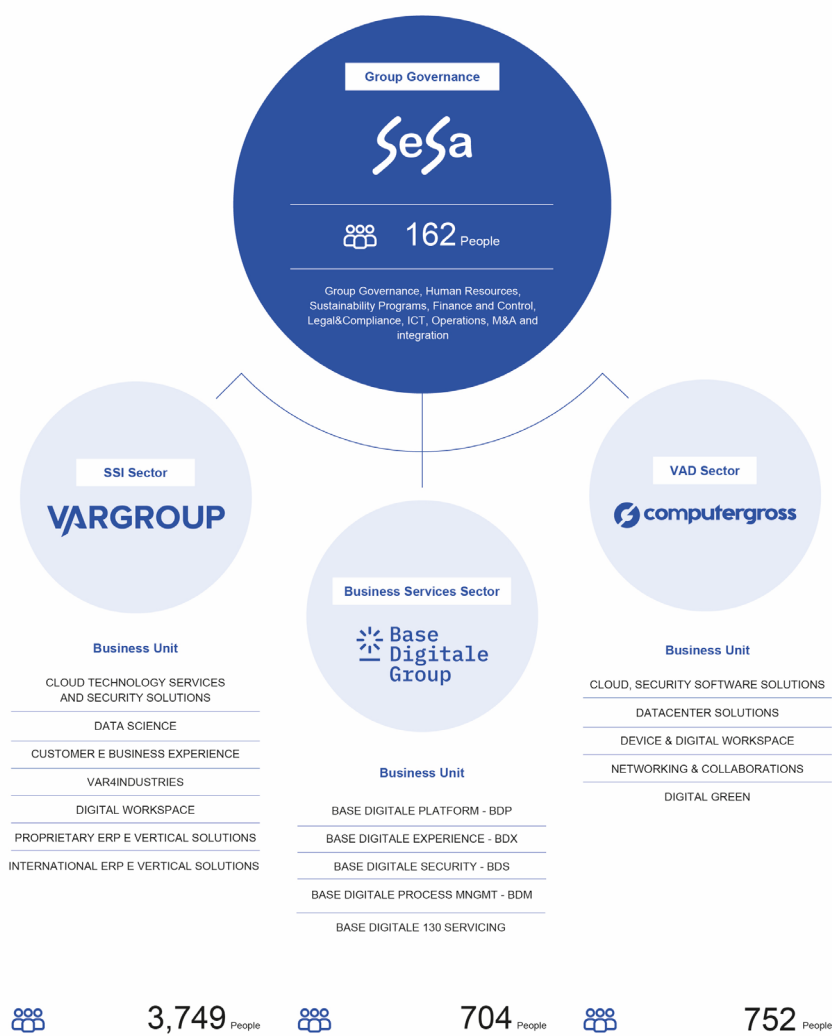 Group Governance
SeSa
162 People
Group Governance, Human Resources,
Sustainability Programs, Finance and Control,
Legal&Compliance, ICT, Operations, M&A and
integration
SSI Sector
VARGROUP
Business Unit
CLOUD TECHNOLOGY SERVICES
AND SECURITY SOLUTIONS
DATA SCIENCE
CUSTOMER E BUSINESS EXPERIENCE
VAR4INDUSTRIES
DIGITAL WORKSPACE
PROPRIETARY ERP E VERTICAL SOLUTIONS
INTERNATIONAL ERP E VERTICAL SOLUTIONS
3,749 People
Business Services Sector
Base
Digitale
Group
Business Unit
BASE DIGITALE PLATFORM - BDP
BASE DIGITALE EXPERIENCE - BDX
BASE DIGITALE SECURITY - BDS
BASE DIGITALE PROCESS MNGMT - BDM
BASE DIGITALE 130 SERVICING
704 People
VAD Sector
computergross
Business Unit
CLOUD, SECURITY SOFTWARE SOLUTIONS
DATACENTER SOLUTIONS
DEVICE & DIGITAL WORKSPACE
NETWORKING & COLLABORATIONS
DIGITAL GREEN
752 People